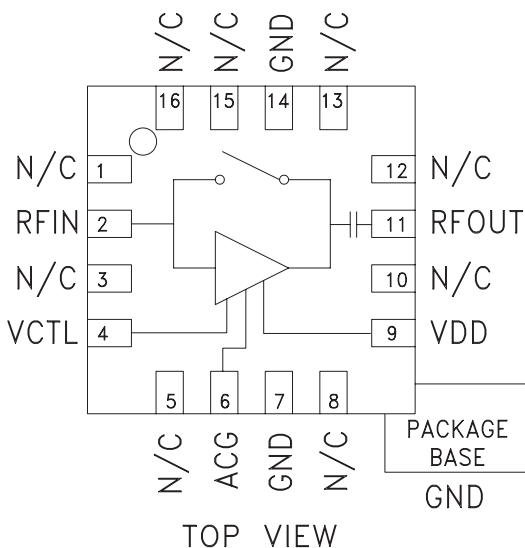 N/C
N/C
GND
N/C
16
15
14
13
N/C 1
12 N/C
RFIN 2
11 RFOUT
N/C 3
10 N/C
VCTL 4
9 VDD
5
6
7
8
N/C
ACG
GND
N/C
PACKAGE
BASE
GND
TOP VIEW